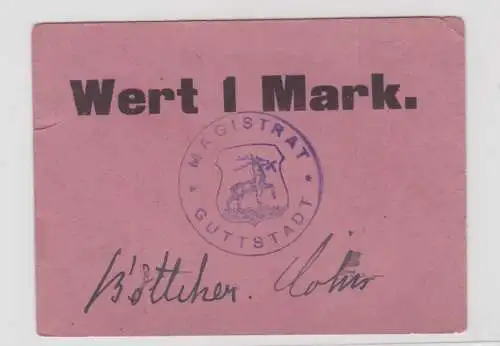 Wert 1 Mark.
MAGISTRAT
GUTTSTADT
Böttcher.